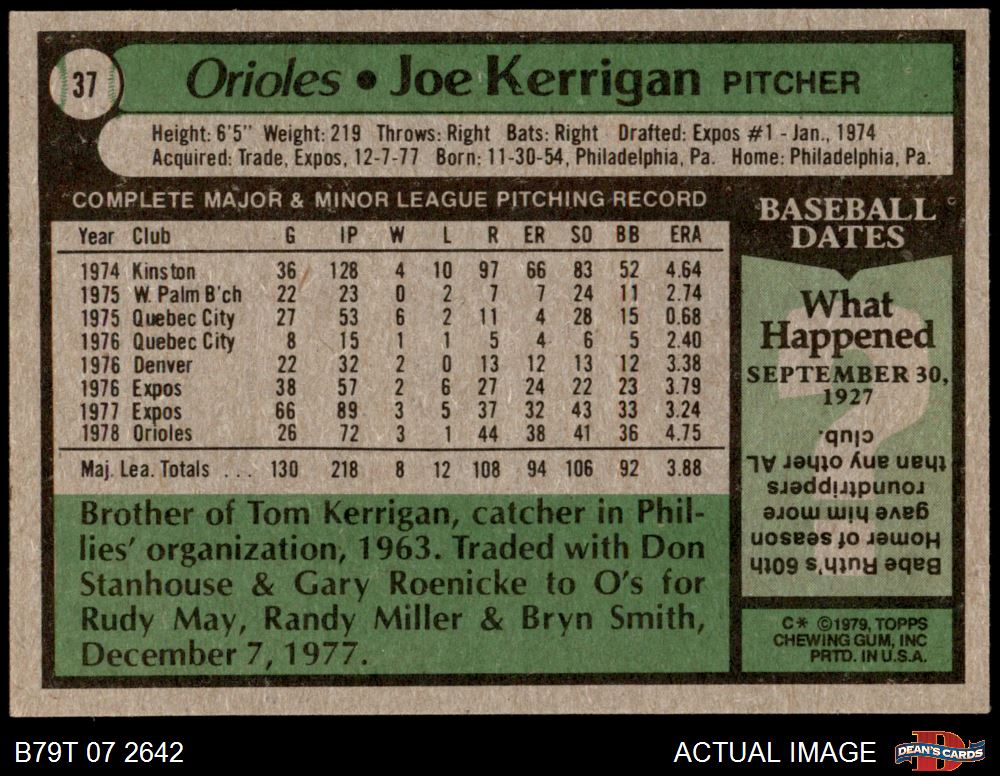 37
Orioles • Joe Kerrigan PITCHER
Height: 6'5" Weight: 219 Throws: Right Bats: Right Drafted: Expos #1 - Jan., 1974
Acquired: Trade, Expos, 12-7-77 Born: 11-30-54, Philadelphia, Pa. Home: Philadelphia, Pa.
COMPLETE MAJOR & MINOR LEAGUE PITCHING RECORD
Year Club G IP W L R ER SO BB ERA
1974 Kinston 36 128 4 10 97 66 83 52 4.64
1975 W. Palm B'ch 22 23 0 2 7 7 24 11 2.74
1975 Quebec City 27 53 6 2 11 4 28 15 0.68
1976 Quebec City 8 15 1 1 5 4 6 5 2.40
1976 Denver 22 32 2 0 13 12 13 12 3.38
1976 Expos 38 57 2 6 27 24 22 23 3.79
1977 Expos 66 89 3 5 37 32 43 33 3.24
1978 Orioles 26 72 3 1 44 38 41 36 4.75
Maj. Lea. Totals ... 130 218 8 12 108 94 106 92 3.88
Brother of Tom Kerrigan, catcher in Phil-
lies' organization, 1963. Traded with Don
Stanhouse & Gary Roenicke to O's for
Rudy May, Randy Miller & Bryn Smith,
December 7, 1977.
BASEBALL
DATES
What
Happened
SEPTEMBER 30,
1927
?
Babe Ruth's 60th
Homer of season
gave him more
roundtrippers
than any other AL
club.
C* ©1979, TOPPS
CHEWING GUM, INC
PRTD. IN U.S.A.
B79T 07 2642
ACTUAL IMAGE
DEAN'S CARDS